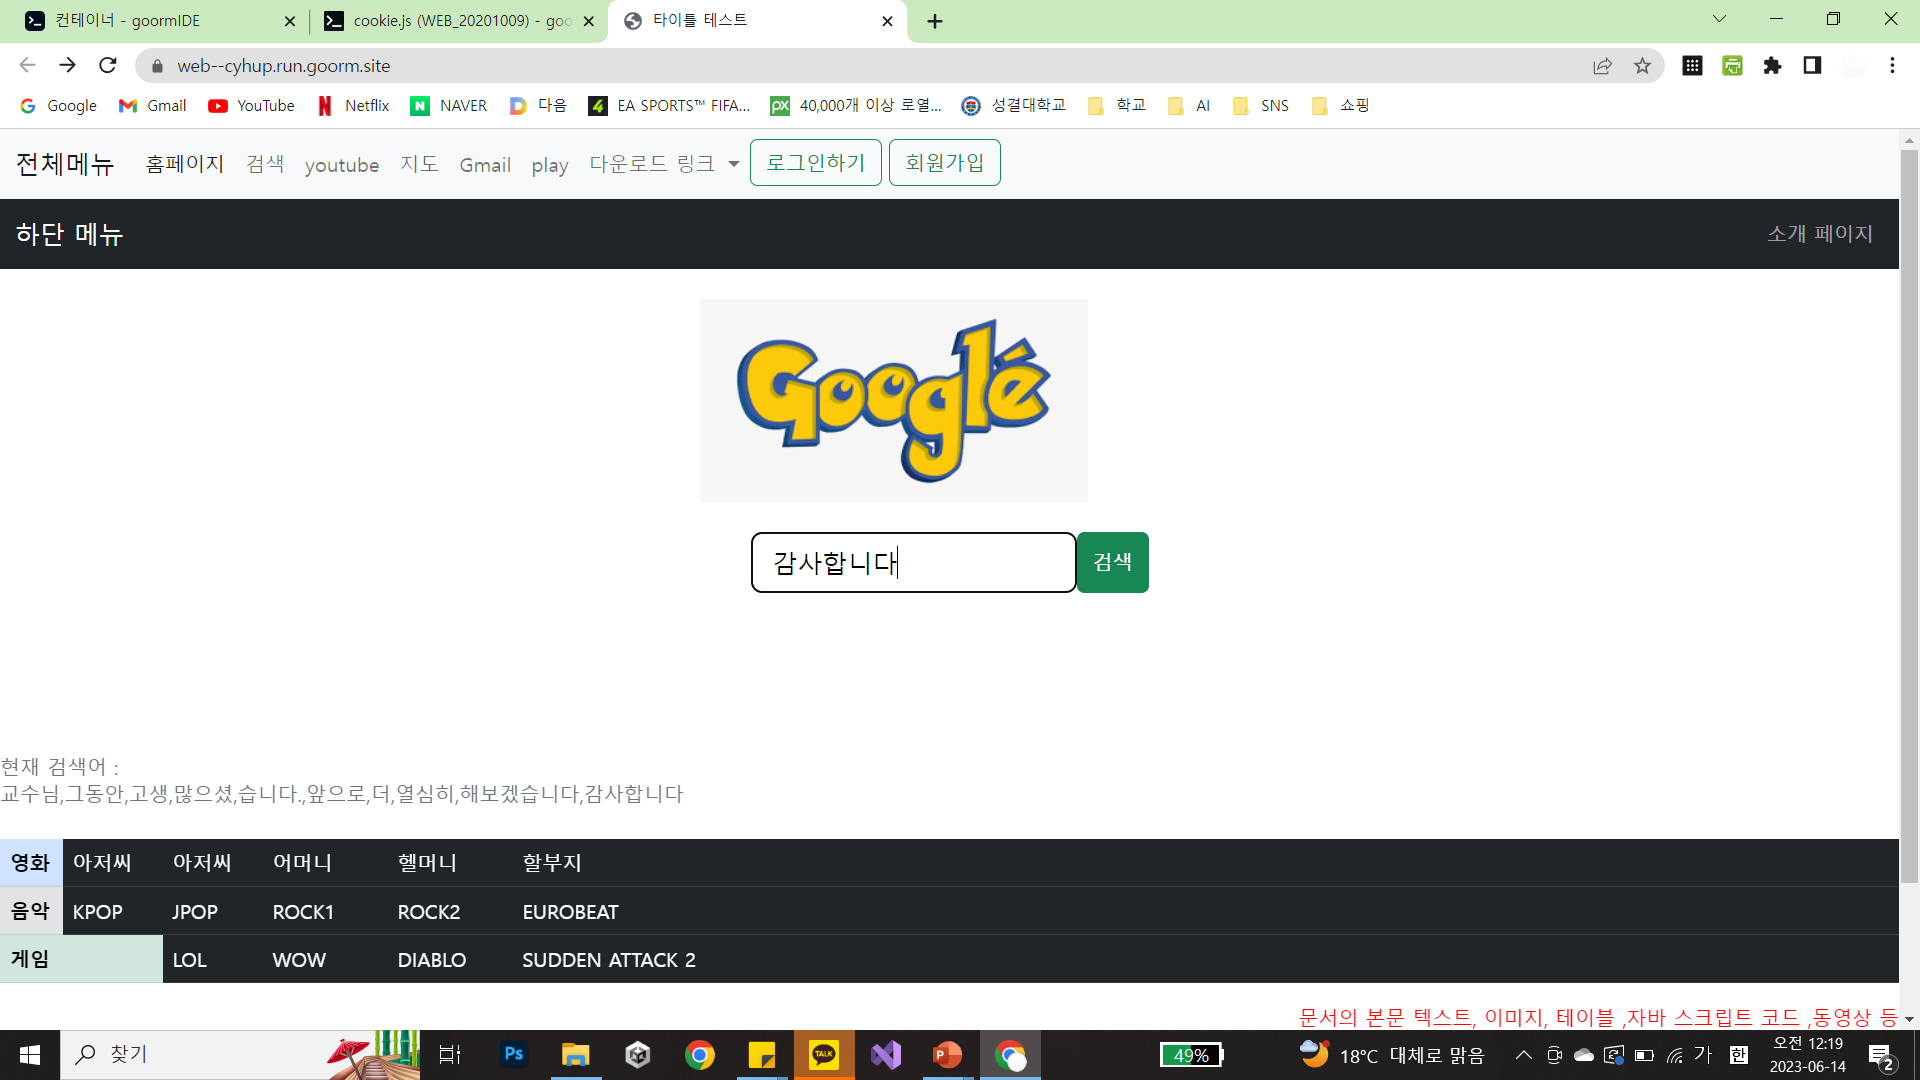 컨테이너 - goormIDE
cookie.js (WEB_20201009) - goo
타이틀 테스트
web--cyhup.run.goorm.site
Google Gmail YouTube Netflix NAVER 다음 EA SPORTS™ FIFA... 40,000개 이상 로열... 성결대학교 학교 AI SNS 쇼핑
전체메뉴 홈페이지 검색 youtube 지도 Gmail play 다운로드 링크 로그인하기 회원가입
하단 메뉴 소개 페이지
Googlé
감사합니다 검색
현재 검색어 :
교수님,그동안,고생,많으셨,습니다.,앞으로,더,열심히,해보겠습니다,감사합니다
영화 아저씨 아저씨 어머니 헬머니 할부지
음악 KPOP JPOP ROCK1 ROCK2 EUROBEAT
게임 LOL WOW DIABLO SUDDEN ATTACK 2
문서의 본문 텍스트, 이미지, 테이블 ,자바 스크립트 코드 ,동영상 등
찾기 Ps TALK P 49% 18°C 대체로 맑음 가 한 오전 12:19
2023-06-14 2